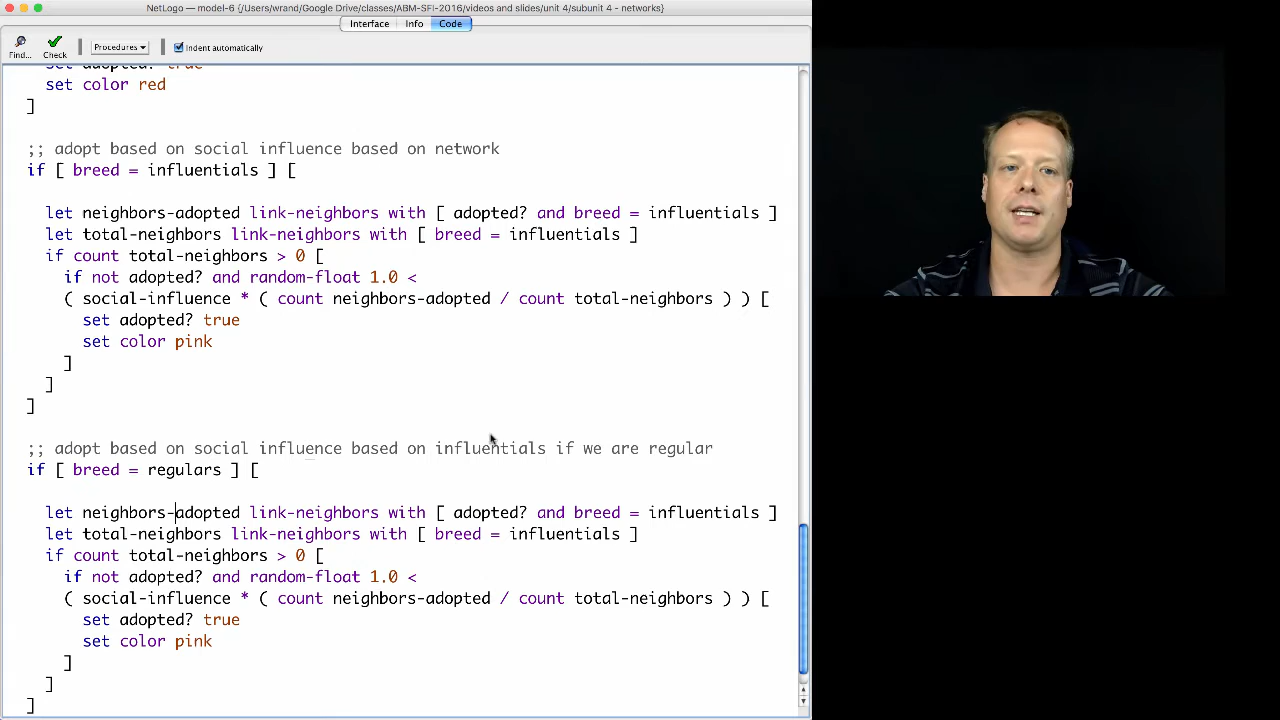 NetLogo — model-6 {/Users/wrand/Google Drive/classes/ABM-SFI-2016/videos and slides/unit 4/subunit 4 - networks}
Interface Info Code
Find... Check Procedures Indent automatically
set adopted? true
set color red
]
;; adopt based on social influence based on network
if [ breed = influentials ] [
let neighbors-adopted link-neighbors with [ adopted? and breed = influentials ]
let total-neighbors link-neighbors with [ breed = influentials ]
if count total-neighbors > 0 [
if not adopted? and random-float 1.0 <
( social-influence * ( count neighbors-adopted / count total-neighbors ) ) [
set adopted? true
set color pink
]
]
]
;; adopt based on social influence based on influentials if we are regular
if [ breed = regulars ] [
let neighbors-adopted link-neighbors with [ adopted? and breed = influentials ]
let total-neighbors link-neighbors with [ breed = influentials ]
if count total-neighbors > 0 [
if not adopted? and random-float 1.0 <
( social-influence * ( count neighbors-adopted / count total-neighbors ) ) [
set adopted? true
set color pink
]
]
]